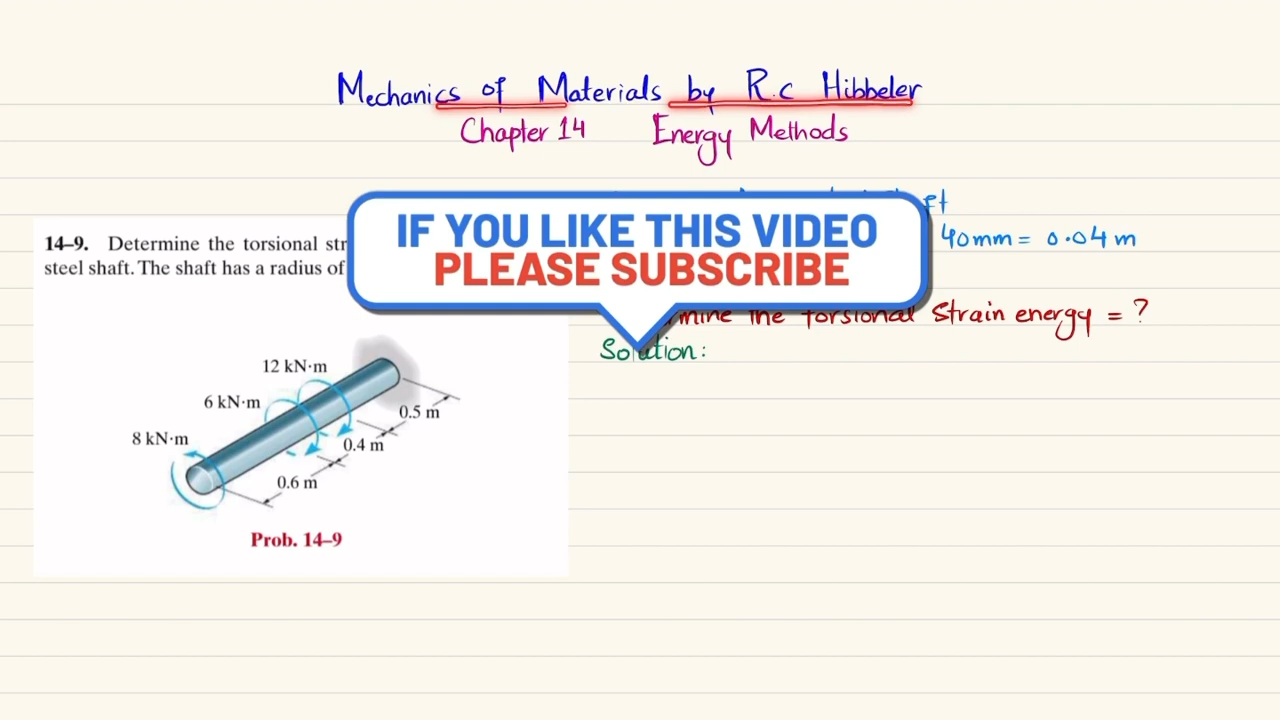 Mechanics of Materials by R.c Hibbeler
Chapter 14 Energy Methods
IF YOU LIKE THIS VIDEO
PLEASE SUBSCRIBE
40mm = 0.04 m
14–9. Determine the torsional
steel shaft. The shaft has a radius of
the torsional strain energy = ?
Solution:
12 kN·m
6 kN·m
8 kN·m
0.5 m
0.4 m
0.6 m
Prob. 14–9